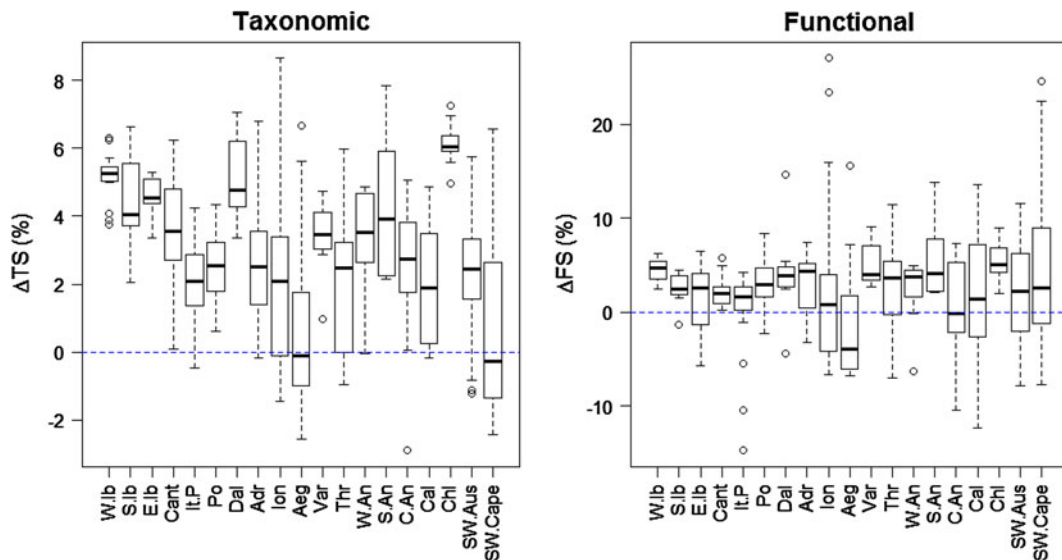 Taxonomic
ΔTS (%)
8
6
4
2
0
-2
W.Ib
S.Ib
E.Ib
Cant
It.P
Po
Dal
Adr
Ion
Aeg
Var
Thr
W.An
S.An
C.An
Cal
Chl
SW.Aus
SW.Cape
Functional
ΔFS (%)
20
10
0
-10
W.Ib
S.Ib
E.Ib
Cant
It.P
Po
Dal
Adr
Ion
Aeg
Var
Thr
W.An
S.An
C.An
Cal
Chl
SW.Aus
SW.Cape